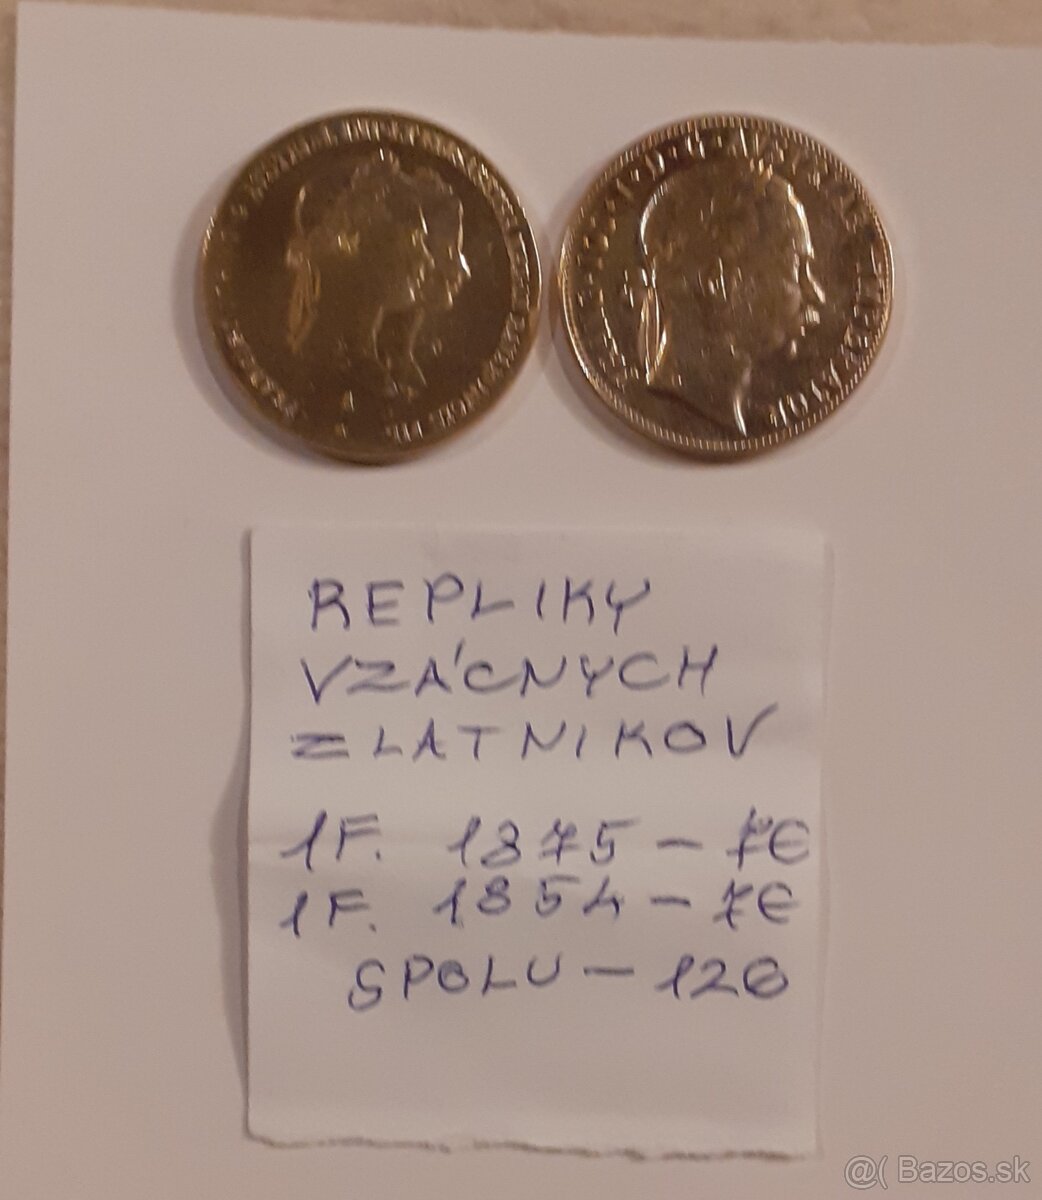 REPLIKY
VZÁCNYCH
ZLATNIKOV
1F. 1875 - 7€
1F. 1854 - 7€
SPOLU - 12€
@( Bazos.sk